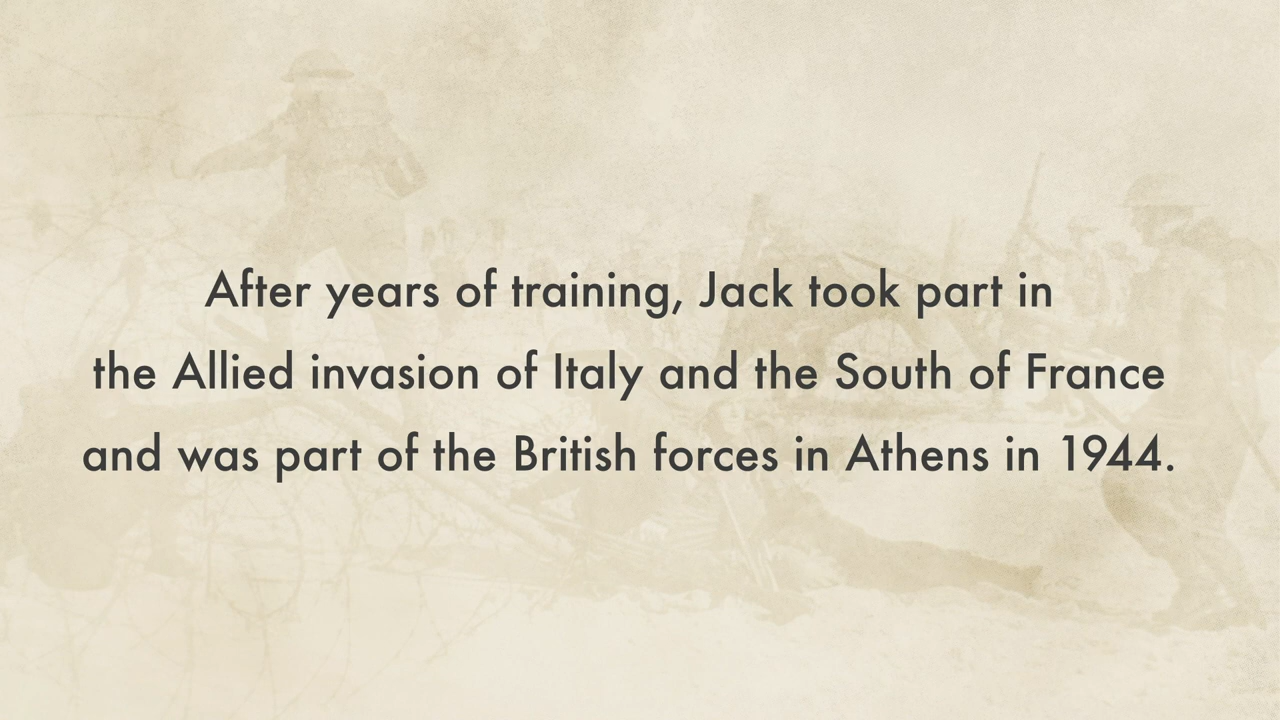 After years of training, Jack took part in
the Allied invasion of Italy and the South of France
and was part of the British forces in Athens in 1944.